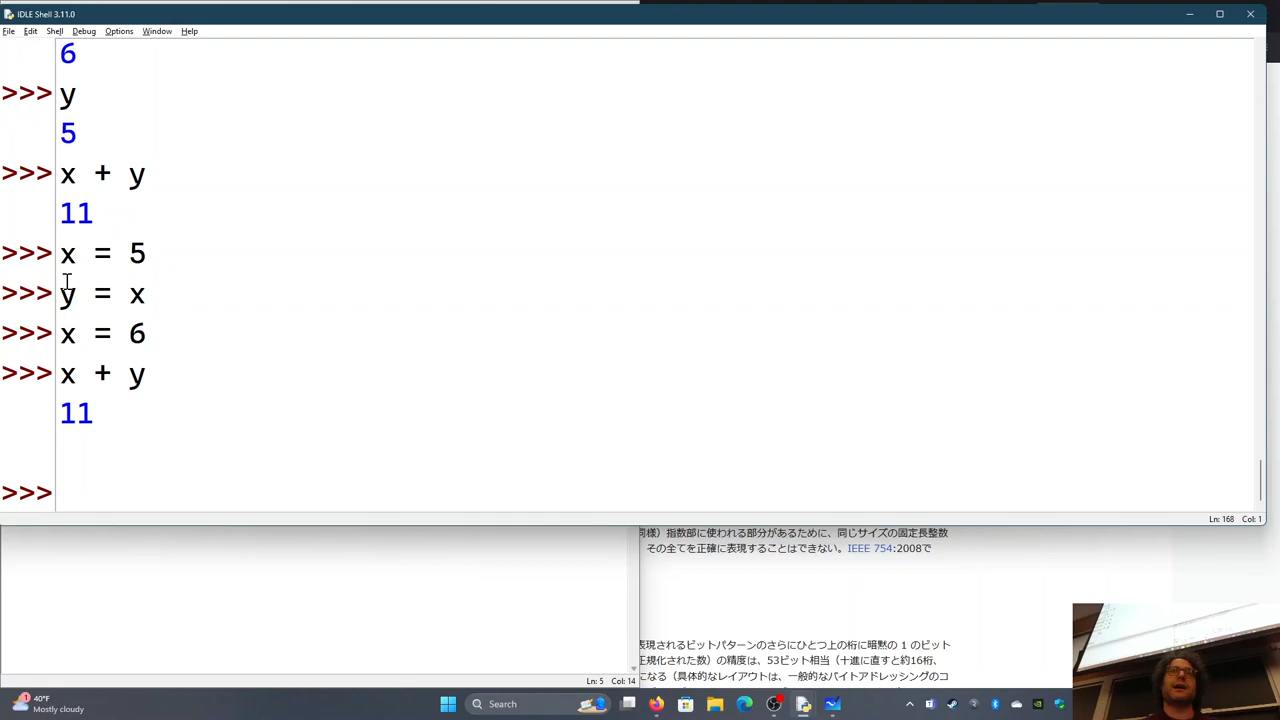 IDLE Shell 3.11.0
File Edit Shell Debug Options Window Help
6
>>> y
5
>>> x + y
11
>>> x = 5
>>> y = x
>>> x = 6
>>> x + y
11
>>>
Ln: 168 Col: 1
同様）指数部に使われる部分があるために、同じサイズの固定長整数
その全てを正確に表現することはできない。IEEE 754:2008で
表現されるビットパターンのさらにひとつ上の桁に暗黙の 1 のビット
正規化された数）の精度は、53ビット相当（十進に直すと約16桁、
になる（具体的なレイアウトは、一般的なバイトアドレッシングのコ
Ln: 5 Col: 14
1
40°F
Mostly cloudy
Search